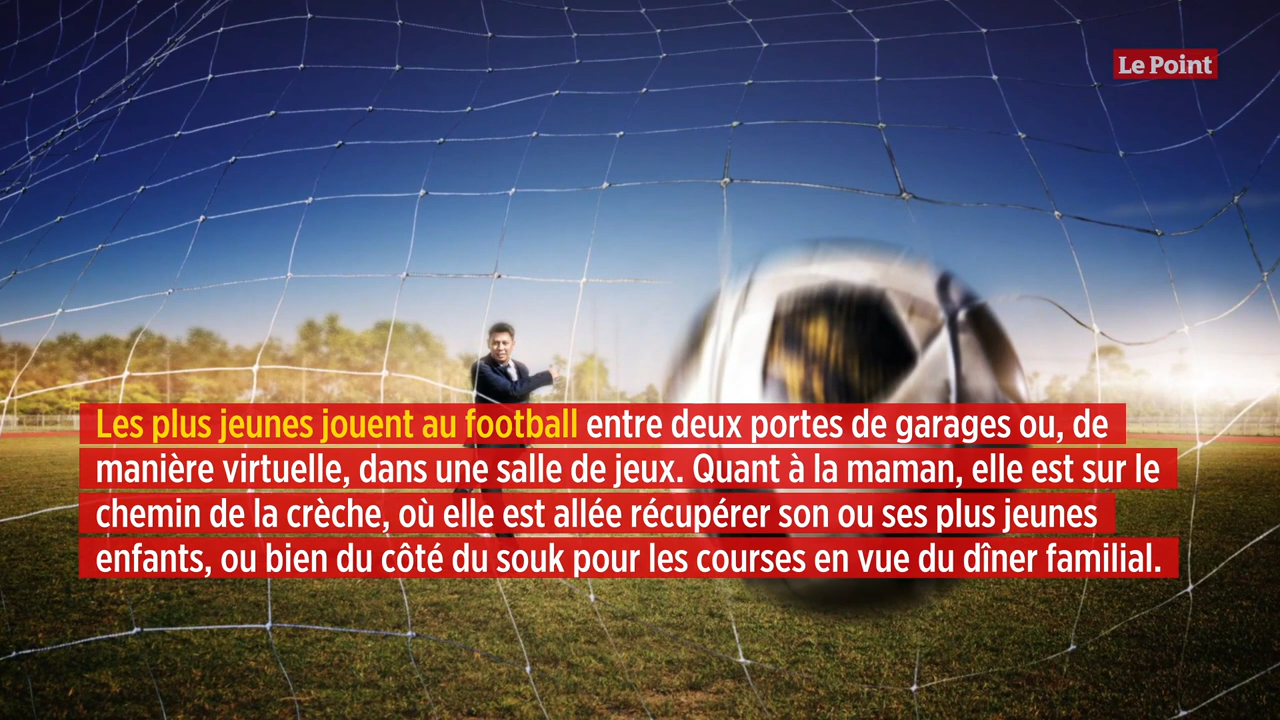 Le Point
Les plus jeunes jouent au football entre deux portes de garages ou, de
manière virtuelle, dans une salle de jeux. Quant à la maman, elle est sur le
chemin de la crèche, où elle est allée récupérer son ou ses plus jeunes
enfants, ou bien du côté du souk pour les courses en vue du dîner familial.